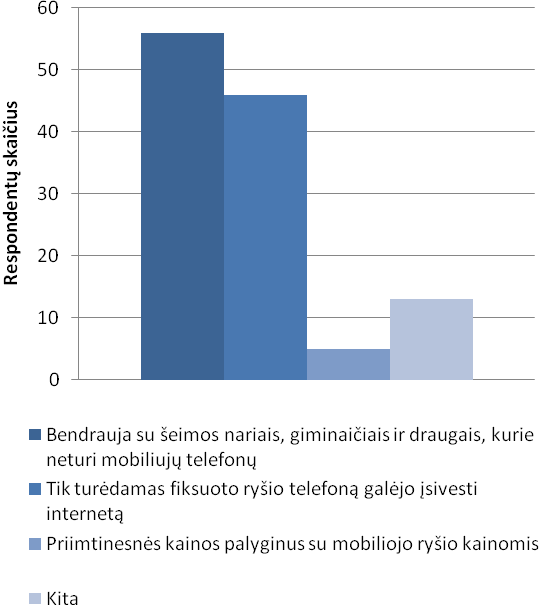 60
50
40
30
20
10
0
Respondentų skaičius
Bendrauja su šeimos nariais, giminaičiais ir draugais, kurie
neturi mobiliųjų telefonų
Tik turėdamas fiksuoto ryšio telefoną galėjo įsivesti
internetą
Priimtinesnės kainos palyginus su mobiliojo ryšio kainomis
Kita